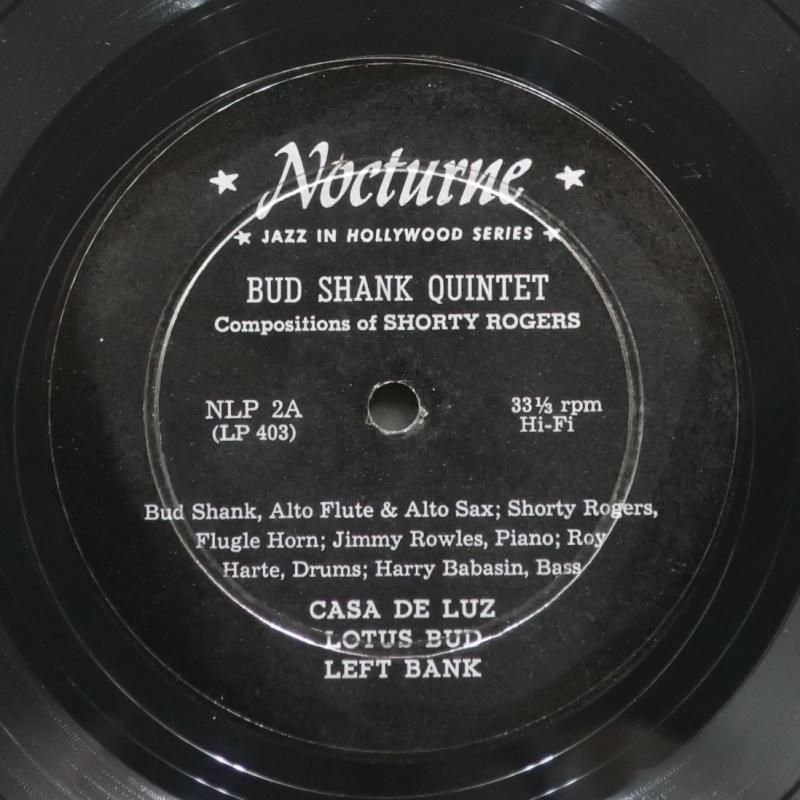 Nocturne
JAZZ IN HOLLYWOOD SERIES
BUD SHANK QUINTET
Compositions of SHORTY ROGERS
NLP 2A
(LP 403)
33⅓ rpm
Hi-Fi
Bud Shank, Alto Flute & Alto Sax; Shorty Rogers,
Flugle Horn; Jimmy Rowles, Piano; Roy
Harte, Drums; Harry Babasin, Bass
CASA DE LUZ
LOTUS BUD
LEFT BANK